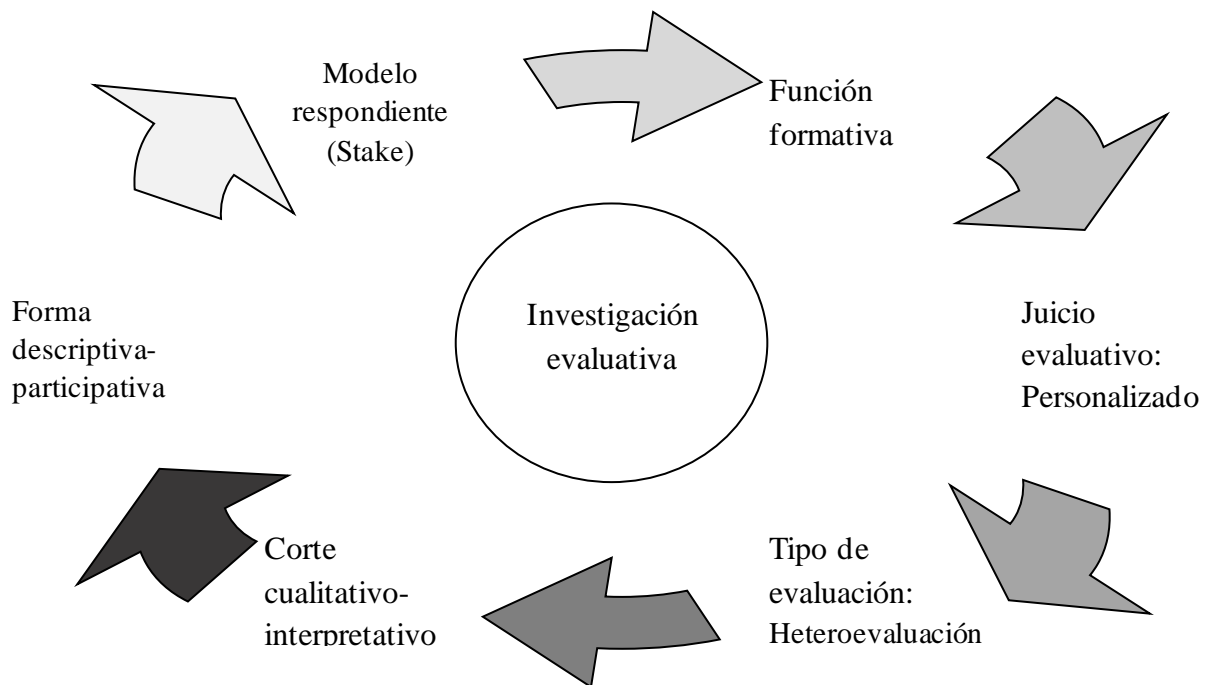 Modelo
respondiente
(Stake)
Función
formativa
Juicio
evaluativo:
Personalizado
Tipo de
evaluación:
Heteroevaluación
Corte
cualitativo-
interpretativo
Forma
descriptiva-
participativa
Investigación
evaluativa